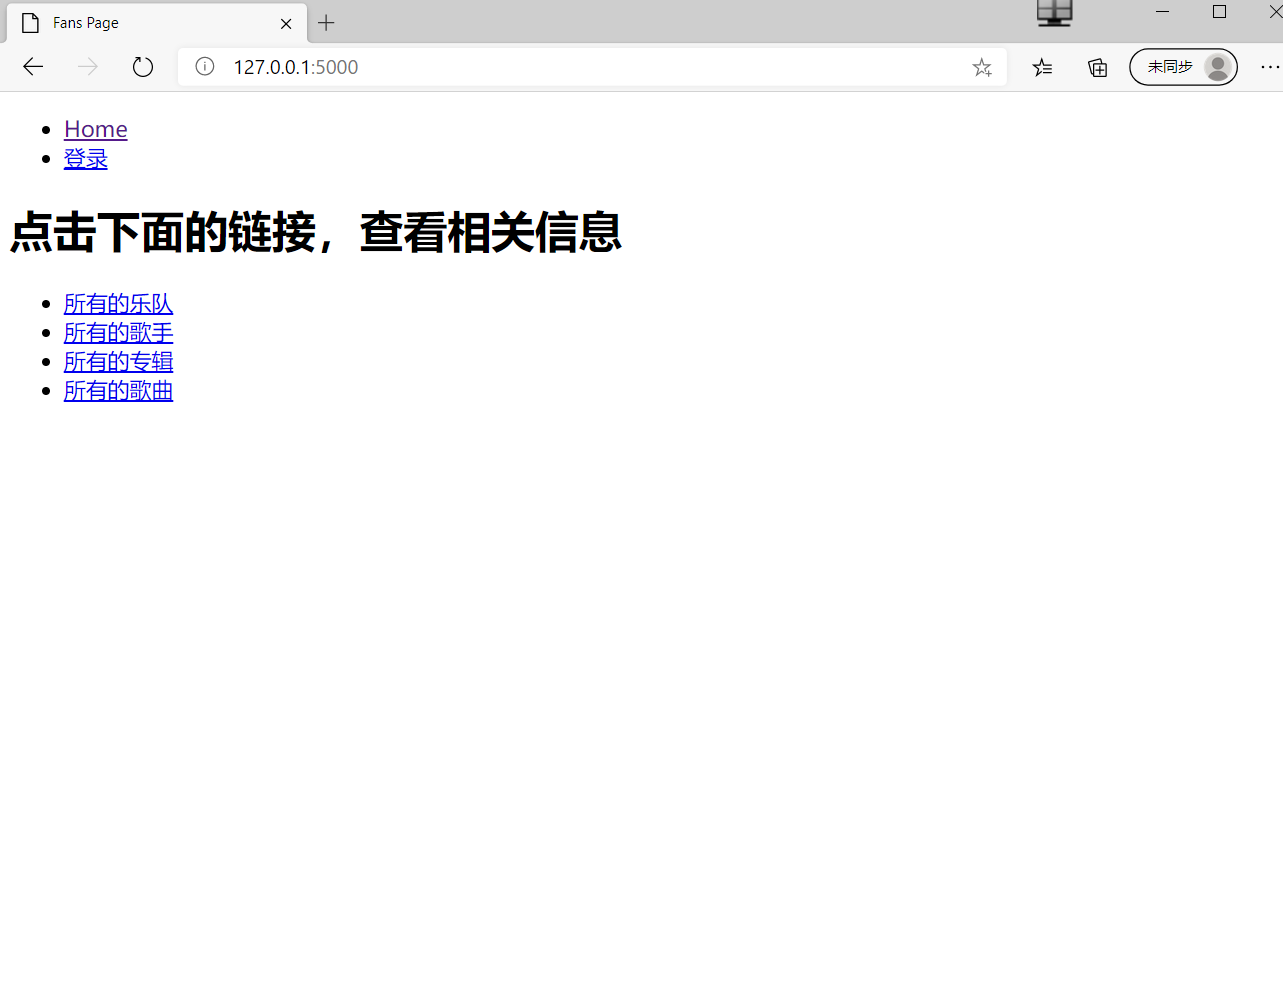 Fans Page
127.0.0.1:5000
未同步
Home
登录
点击下面的链接，查看相关信息
所有的乐队
所有的歌手
所有的专辑
所有的歌曲